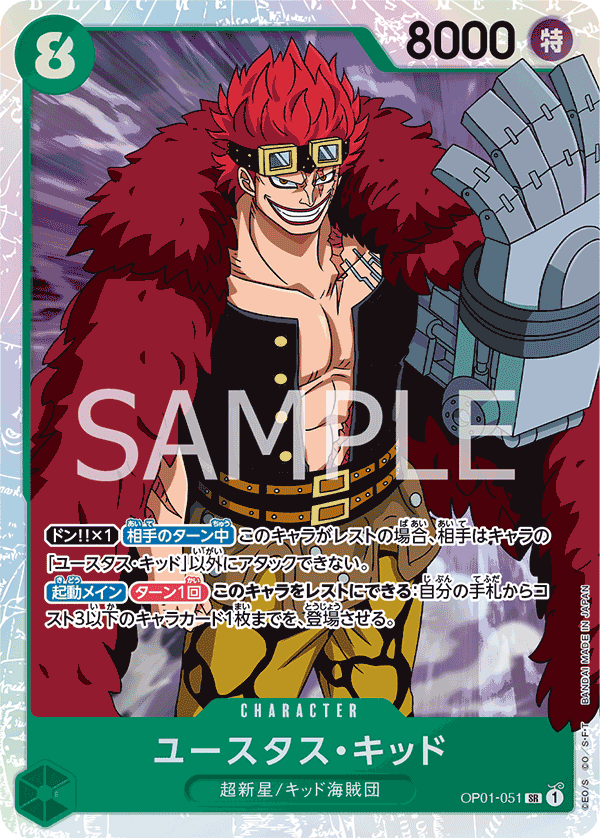 8
8000
特
SAMPLE
ドン!!×1 相手のターン中 このキャラがレストの場合、相手はキャラの
「ユースタス・キッド」以外にアタックできない。
起動メイン ターン1回 このキャラをレストにできる:自分の手札からコ
スト3以下のキャラカード1枚までを、登場させる。
CHARACTER
ユースタス・キッド
超新星/キッド海賊団
OP01-051 SR 1
©E.O/S ©O/S・F・T BANDAI MADE IN JAPAN